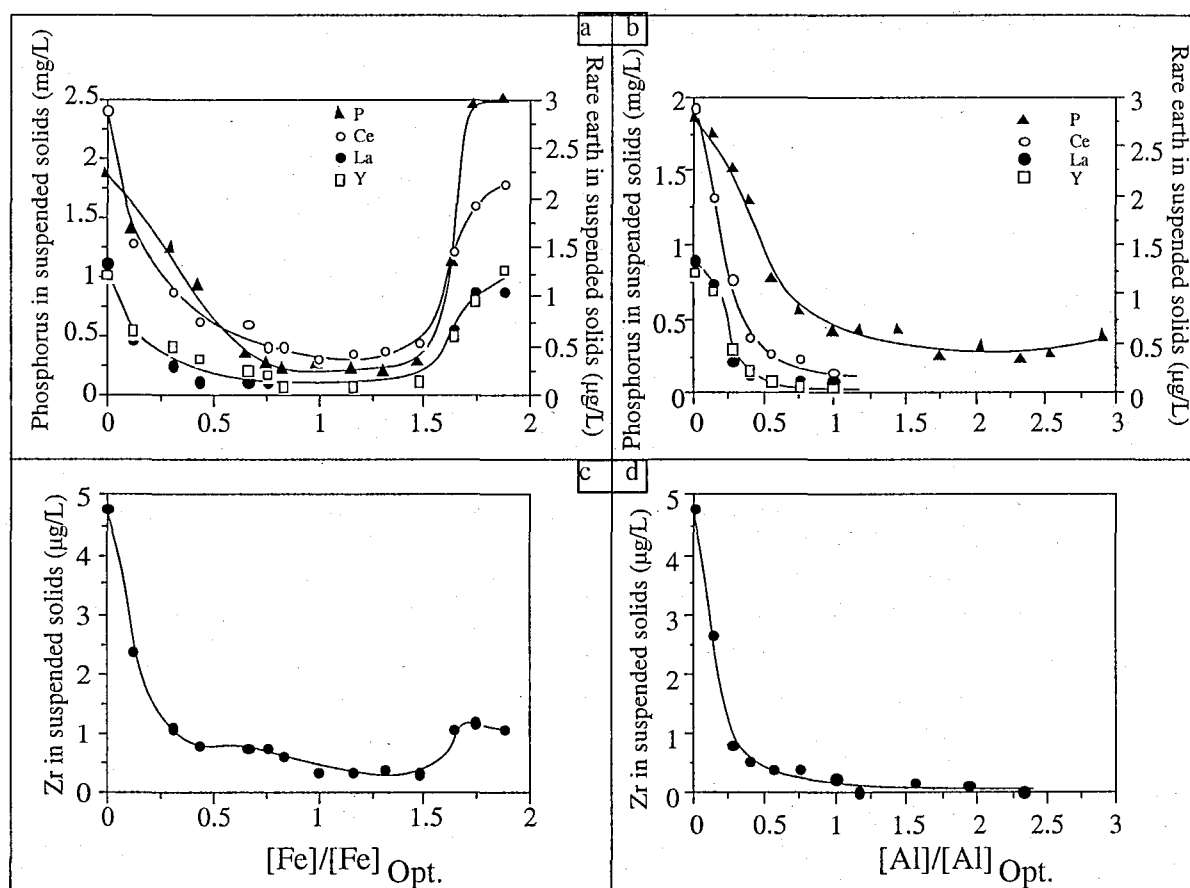 a
b
Phosphorus in suspended solids (mg/L)
2.5
2
1.5
1
0.5
0
P
Ce
La
Y
3
2.5
2
1.5
1
0.5
0
Rare earth in suspended solids (µg/L)
0 0.5 1 1.5 2
Phosphorus in suspended solids (mg/L)
2
1.5
1
0.5
0
P
Ce
La
Y
3
2.5
2
1.5
1
0.5
0
Rare earth in suspended solids (µg/L)
0 0.5 1 1.5 2 2.5 3
c
d
Zr in suspended solids (µg/L)
5
4
3
2
1
0
0 0.5 1 1.5 2
[Fe]/[Fe] Opt.
Zr in suspended solids (µg/L)
5
4
3
2
1
0
0 0.5 1 1.5 2 2.5 3
[Al]/[Al] Opt.